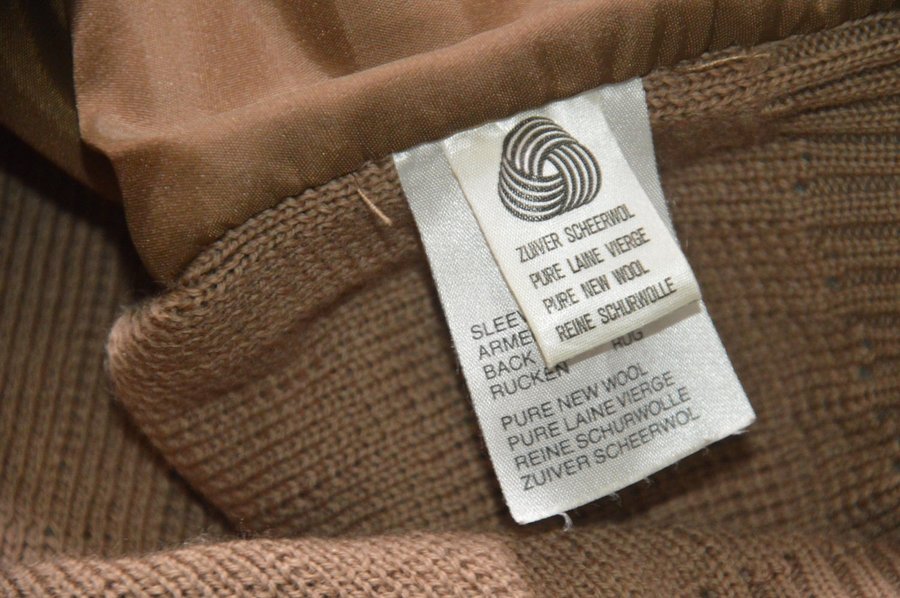 ZUIVER SCHEERWOL
PURE LAINE VIERGE
PURE NEW WOOL
REINE SCHURWOLLE
BACK RUG
RUCKEN
PURE NEW WOOL
PURE LAINE VIERGE
REINE SCHURWOLLE
ZUIVER SCHEERWOL